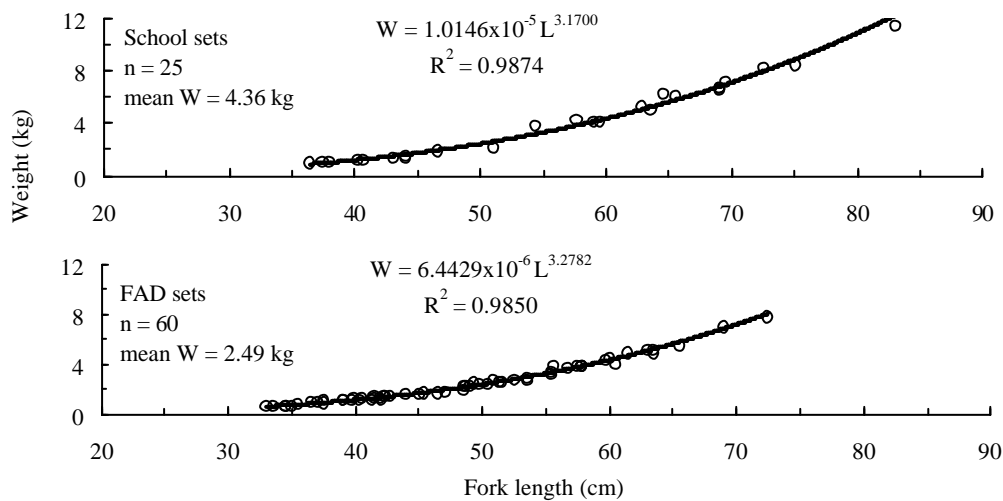 12
8
4
0
School sets
n = 25
mean W = 4.36 kg
W = 1.0146x10⁻⁵ L³·¹⁷⁰⁰
R² = 0.9874
20 30 40 50 60 70 80 90
Weight (kg)
12
8
4
0
FAD sets
n = 60
mean W = 2.49 kg
W = 6.4429x10⁻⁶ L³·²⁷⁸²
R² = 0.9850
20 30 40 50 60 70 80 90
Fork length (cm)